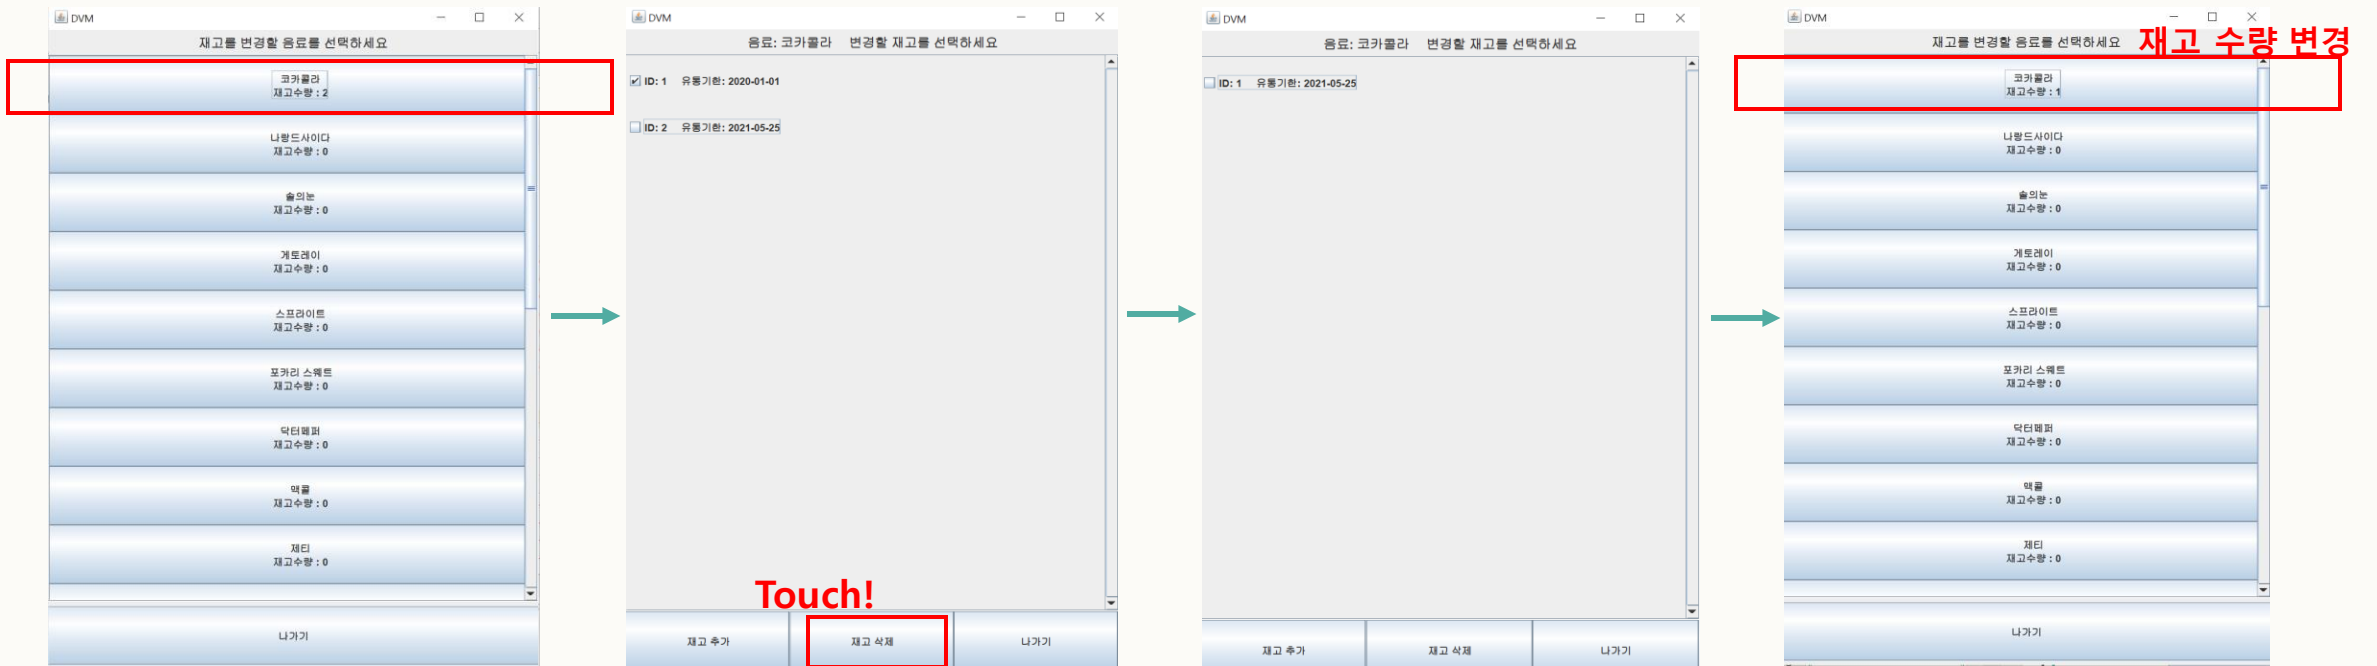 DVM
재고를 변경할 음료를 선택하세요
코카콜라
재고수량 : 2
나랑드사이다
재고수량 : 0
솔의눈
재고수량 : 0
게토레이
재고수량 : 0
스프라이트
재고수량 : 0
포카리 스웨트
재고수량 : 0
닥터페퍼
재고수량 : 0
맥콜
재고수량 : 0
제티
재고수량 : 0
나가기
DVM
음료: 코카콜라 변경할 재고를 선택하세요
ID: 1 유통기한: 2020-01-01
ID: 2 유통기한: 2021-05-25
Touch!
재고 추가 재고 삭제 나가기
DVM
음료: 코카콜라 변경할 재고를 선택하세요
ID: 1 유통기한: 2021-05-25
재고 추가 재고 삭제 나가기
DVM
재고를 변경할 음료를 선택하세요
재고 수량 변경
코카콜라
재고수량 : 1
나랑드사이다
재고수량 : 0
솔의눈
재고수량 : 0
게토레이
재고수량 : 0
스프라이트
재고수량 : 0
포카리 스웨트
재고수량 : 0
닥터페퍼
재고수량 : 0
맥콜
재고수량 : 0
제티
재고수량 : 0
나가기